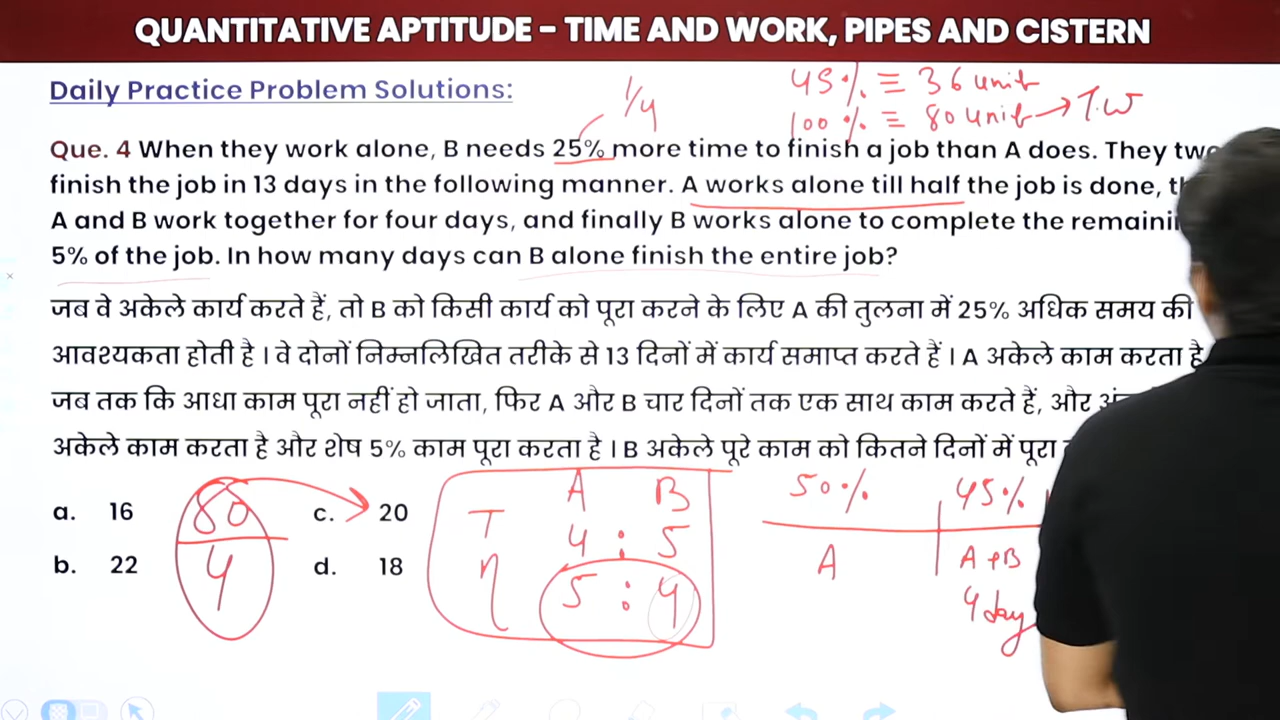 QUANTITATIVE APTITUDE – TIME AND WORK, PIPES AND CISTERN
Daily Practice Problem Solutions:
1/4
45% ≡ 36 unit
100% ≡ 80 unit → T.W
Que. 4 When they work alone, B needs 25% more time to finish a job than A does. They two
finish the job in 13 days in the following manner. A works alone till half the job is done,
A and B work together for four days, and finally B works alone to complete the
5% of the job. In how many days can B alone finish the entire job?
जब वे अकेले कार्य करते हैं, तो B को किसी कार्य को पूरा करने के लिए A की तुलना में 25% अधिक समय की
आवश्यकता होती है । वे दोनों निम्नलिखित तरीके से 13 दिनों में कार्य समाप्त करते हैं । A अकेले काम करता है
जब तक कि आधा काम पूरा नहीं हो जाता, फिर A और B चार दिनों तक एक साथ काम करते हैं, और
अकेले काम करता है और शेष 5% काम पूरा करता है । B अकेले पूरे काम को कितने दिनों में पूरा
a. 16
b. 22
c. 20
d. 18
80
4
A B
T 4 : 5
η 5 : 4
50% 45%
A A+B
4 day